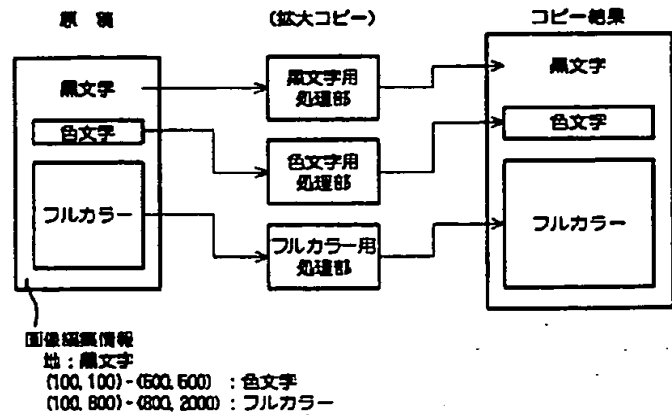 原稿
(拡大コピー)
コピー結果
黒文字
色文字
フルカラー
黒文字用
処理部
色文字用
処理部
フルカラー用
処理部
黒文字
色文字
フルカラー
画像編集情報
地：黒文字
(100,100)-(500,500)：色文字
(100,800)-(800,2000)：フルカラー